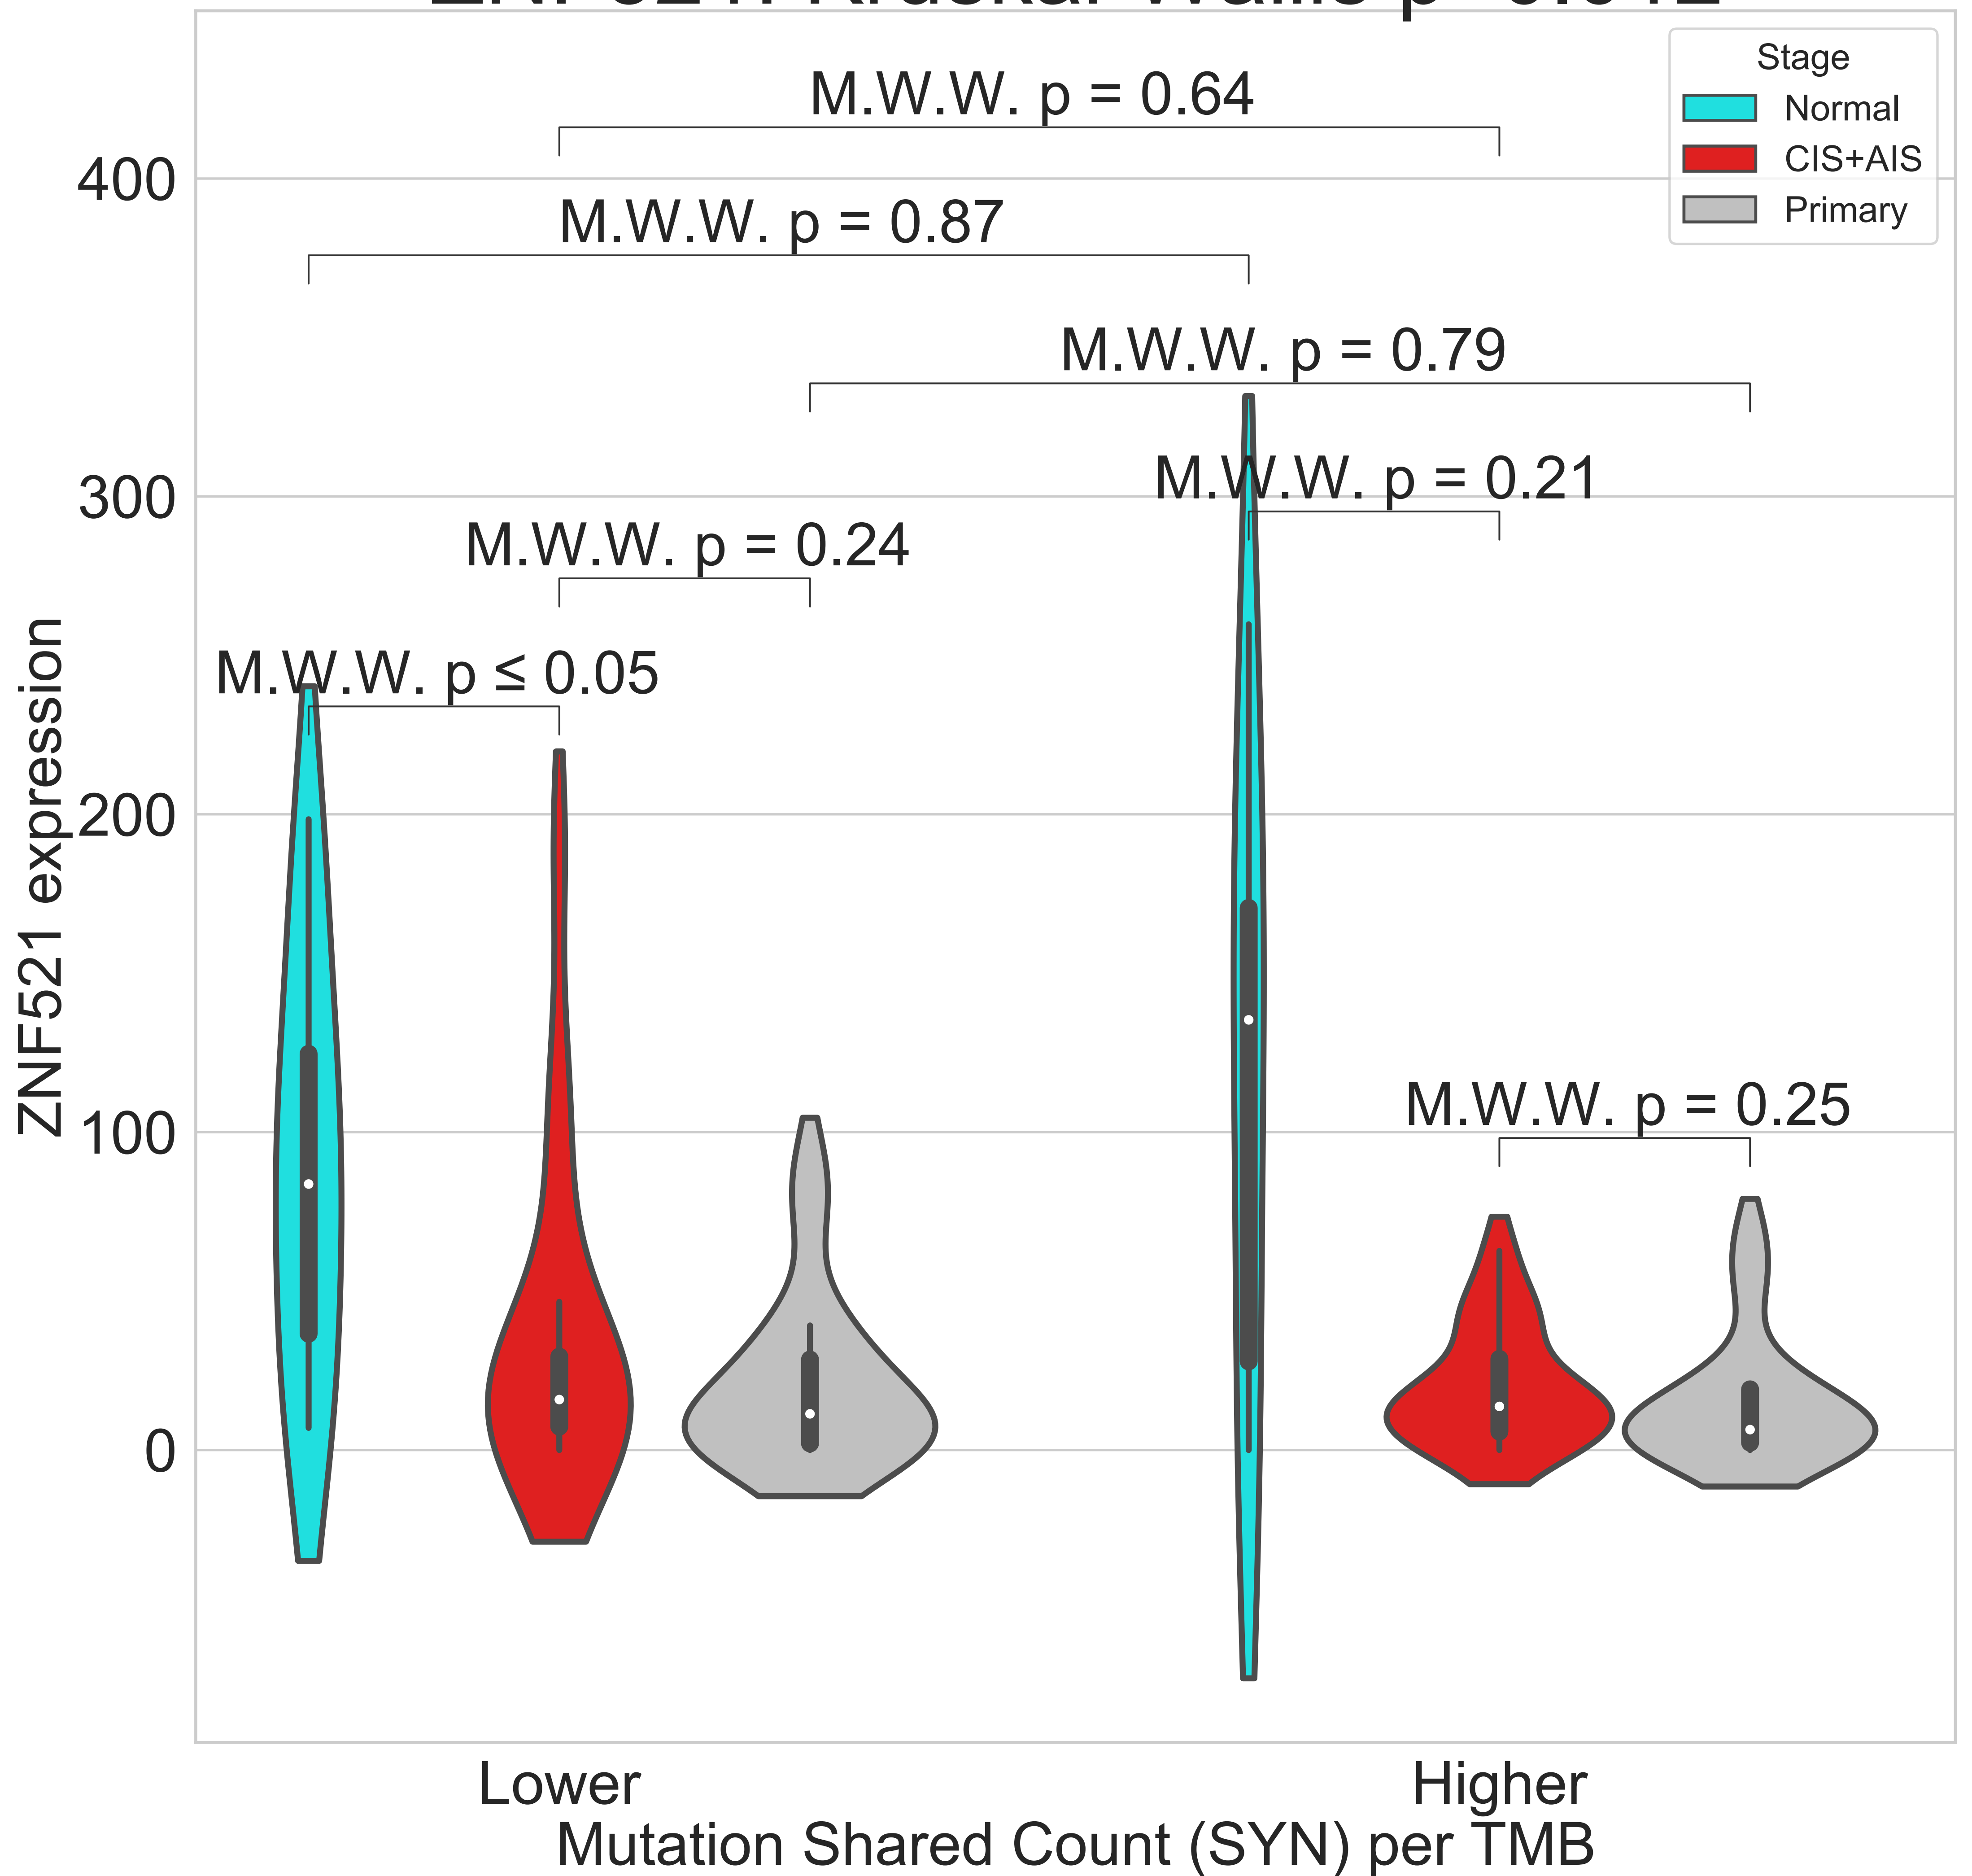 Stage
Normal
CIS+AIS
Primary
M.W.W. p = 0.64
M.W.W. p = 0.87
M.W.W. p = 0.79
M.W.W. p = 0.21
M.W.W. p = 0.24
M.W.W. p ≤ 0.05
M.W.W. p = 0.25
400
300
200
100
0
ZNF521 expression
Lower
Higher
Mutation Shared Count (SYN) per TMB